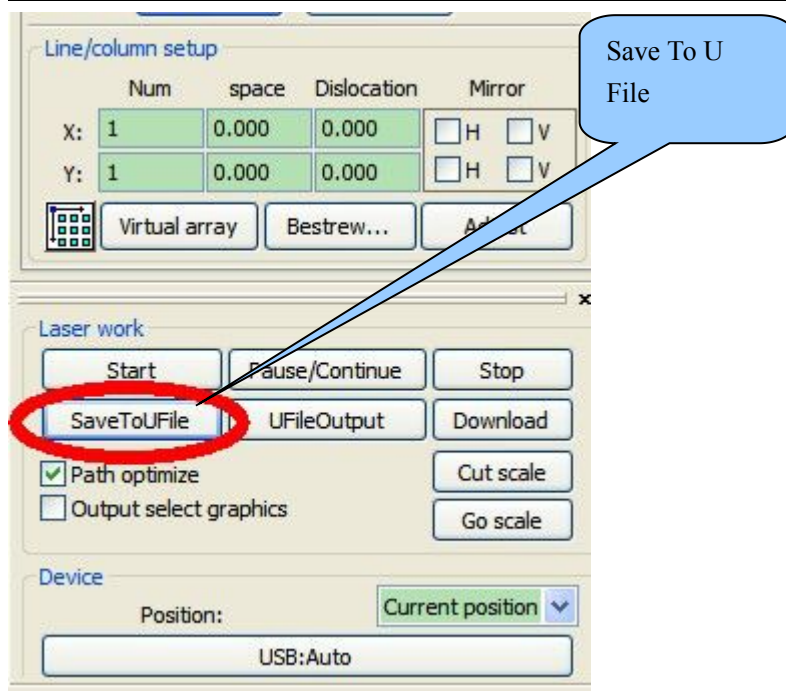 Save To U
File
Line/column setup
Num space Dislocation Mirror
X: 1 0.000 0.000 H V
Y: 1 0.000 0.000 H V
Virtual array Bestrew...
Laser work
Start Pause/Continue Stop
SaveToUFile UFileOutput Download
Path optimize Cut scale
Output select graphics Go scale
Device
Position: Current position
USB:Auto